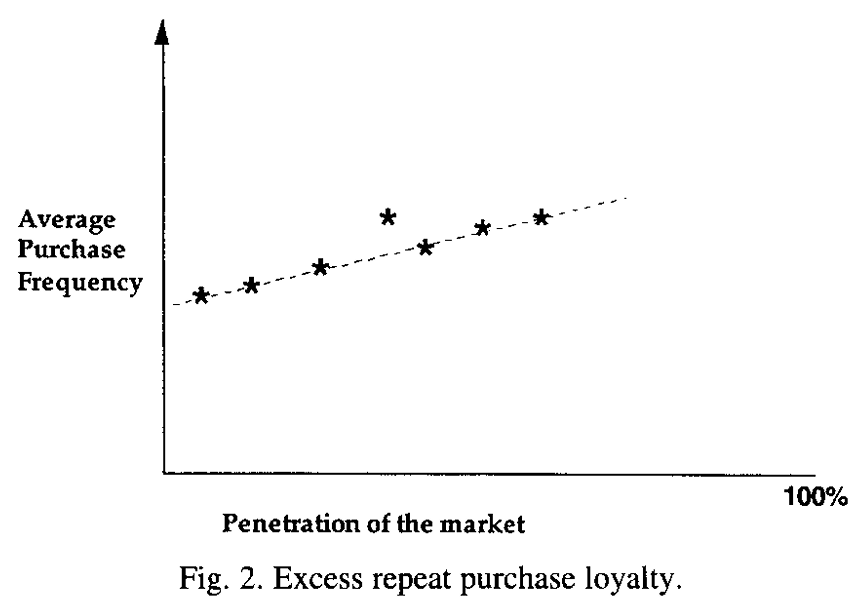 Average
Purchase
Frequency
100%
Penetration of the market
Fig. 2. Excess repeat purchase loyalty.